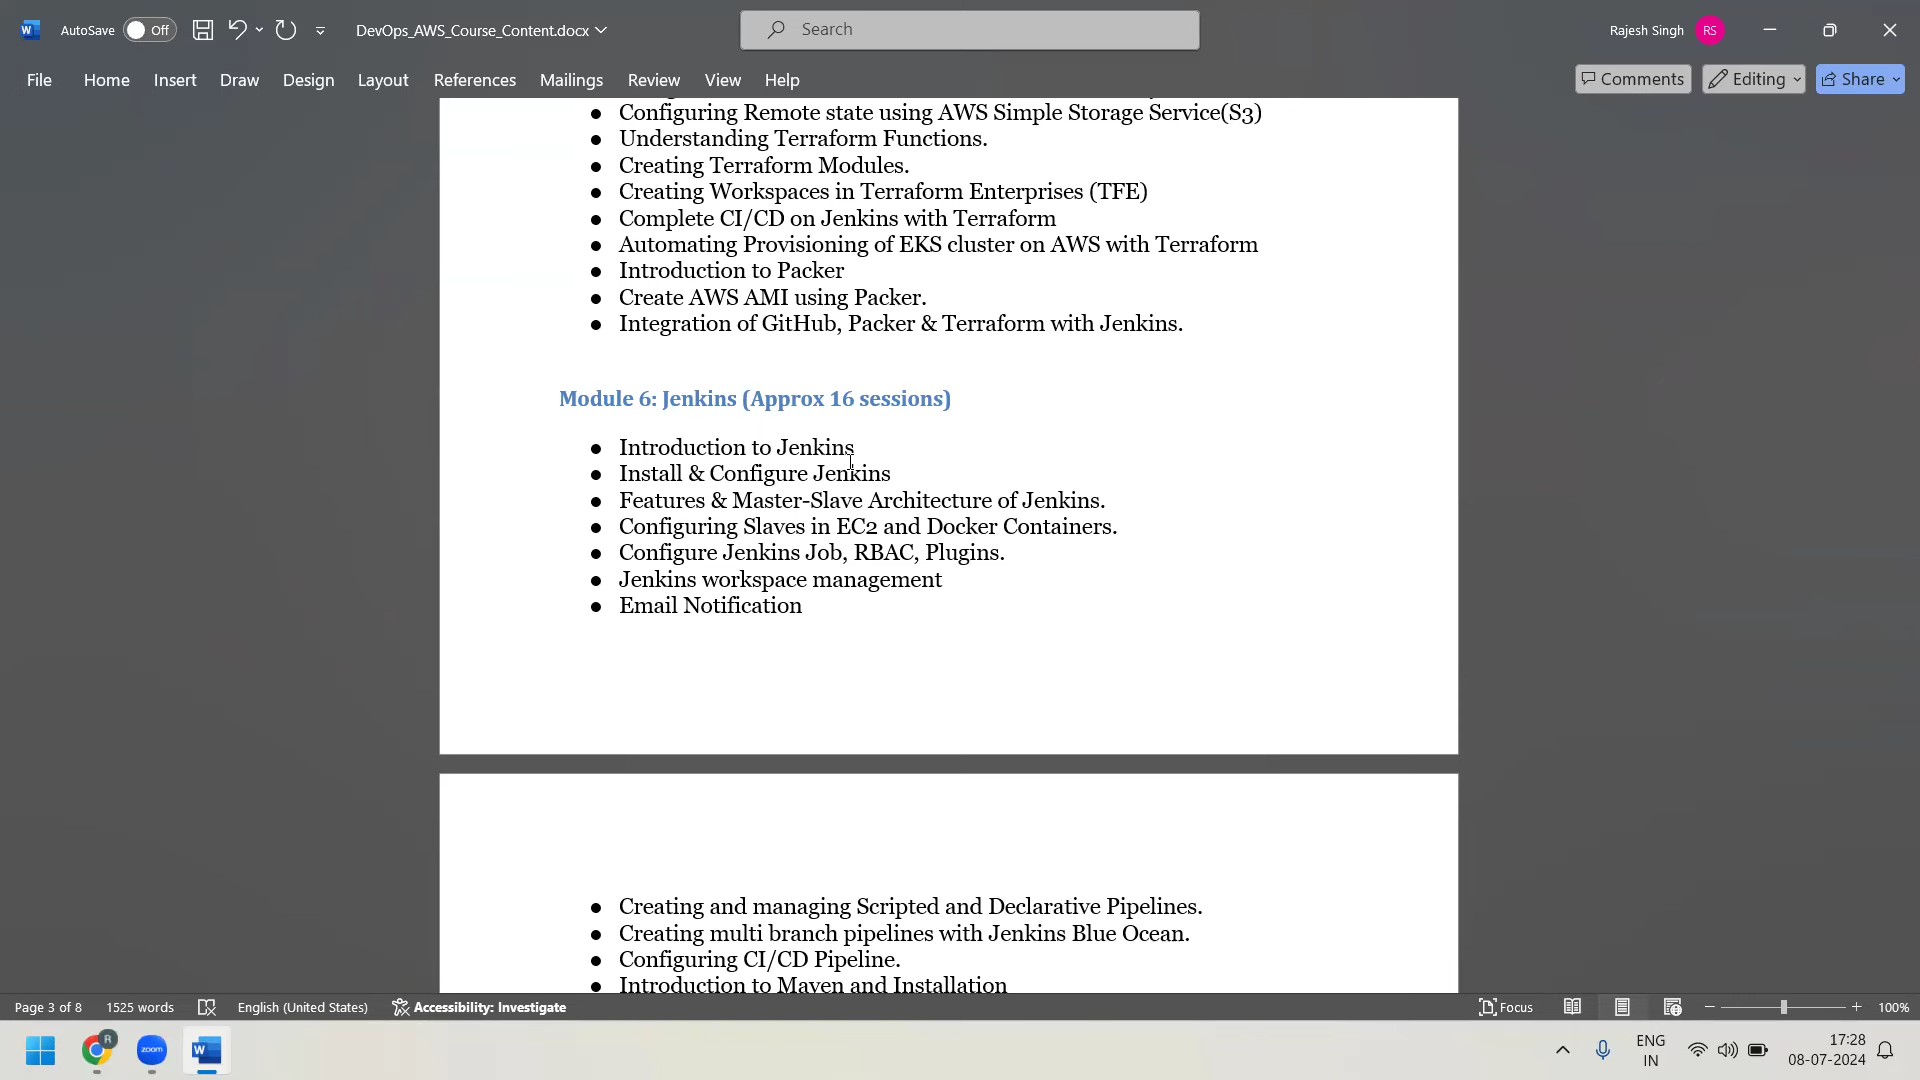 AutoSave Off DevOps_AWS_Course_Content.docx Search Rajesh Singh RS
File Home Insert Draw Design Layout References Mailings Review View Help Comments Editing Share
Configuring Remote state using AWS Simple Storage Service(S3)
Understanding Terraform Functions.
Creating Terraform Modules.
Creating Workspaces in Terraform Enterprises (TFE)
Complete CI/CD on Jenkins with Terraform
Automating Provisioning of EKS cluster on AWS with Terraform
Introduction to Packer
Create AWS AMI using Packer.
Integration of GitHub, Packer & Terraform with Jenkins.
Module 6: Jenkins (Approx 16 sessions)
Introduction to Jenkins
Install & Configure Jenkins
Features & Master-Slave Architecture of Jenkins.
Configuring Slaves in EC2 and Docker Containers.
Configure Jenkins Job, RBAC, Plugins.
Jenkins workspace management
Email Notification
Creating and managing Scripted and Declarative Pipelines.
Creating multi branch pipelines with Jenkins Blue Ocean.
Configuring CI/CD Pipeline.
Introduction to Maven and Installation
Page 3 of 8 1525 words English (United States) Accessibility: Investigate Focus 100%
R zoom W ENG 17:28
IN 08-07-2024